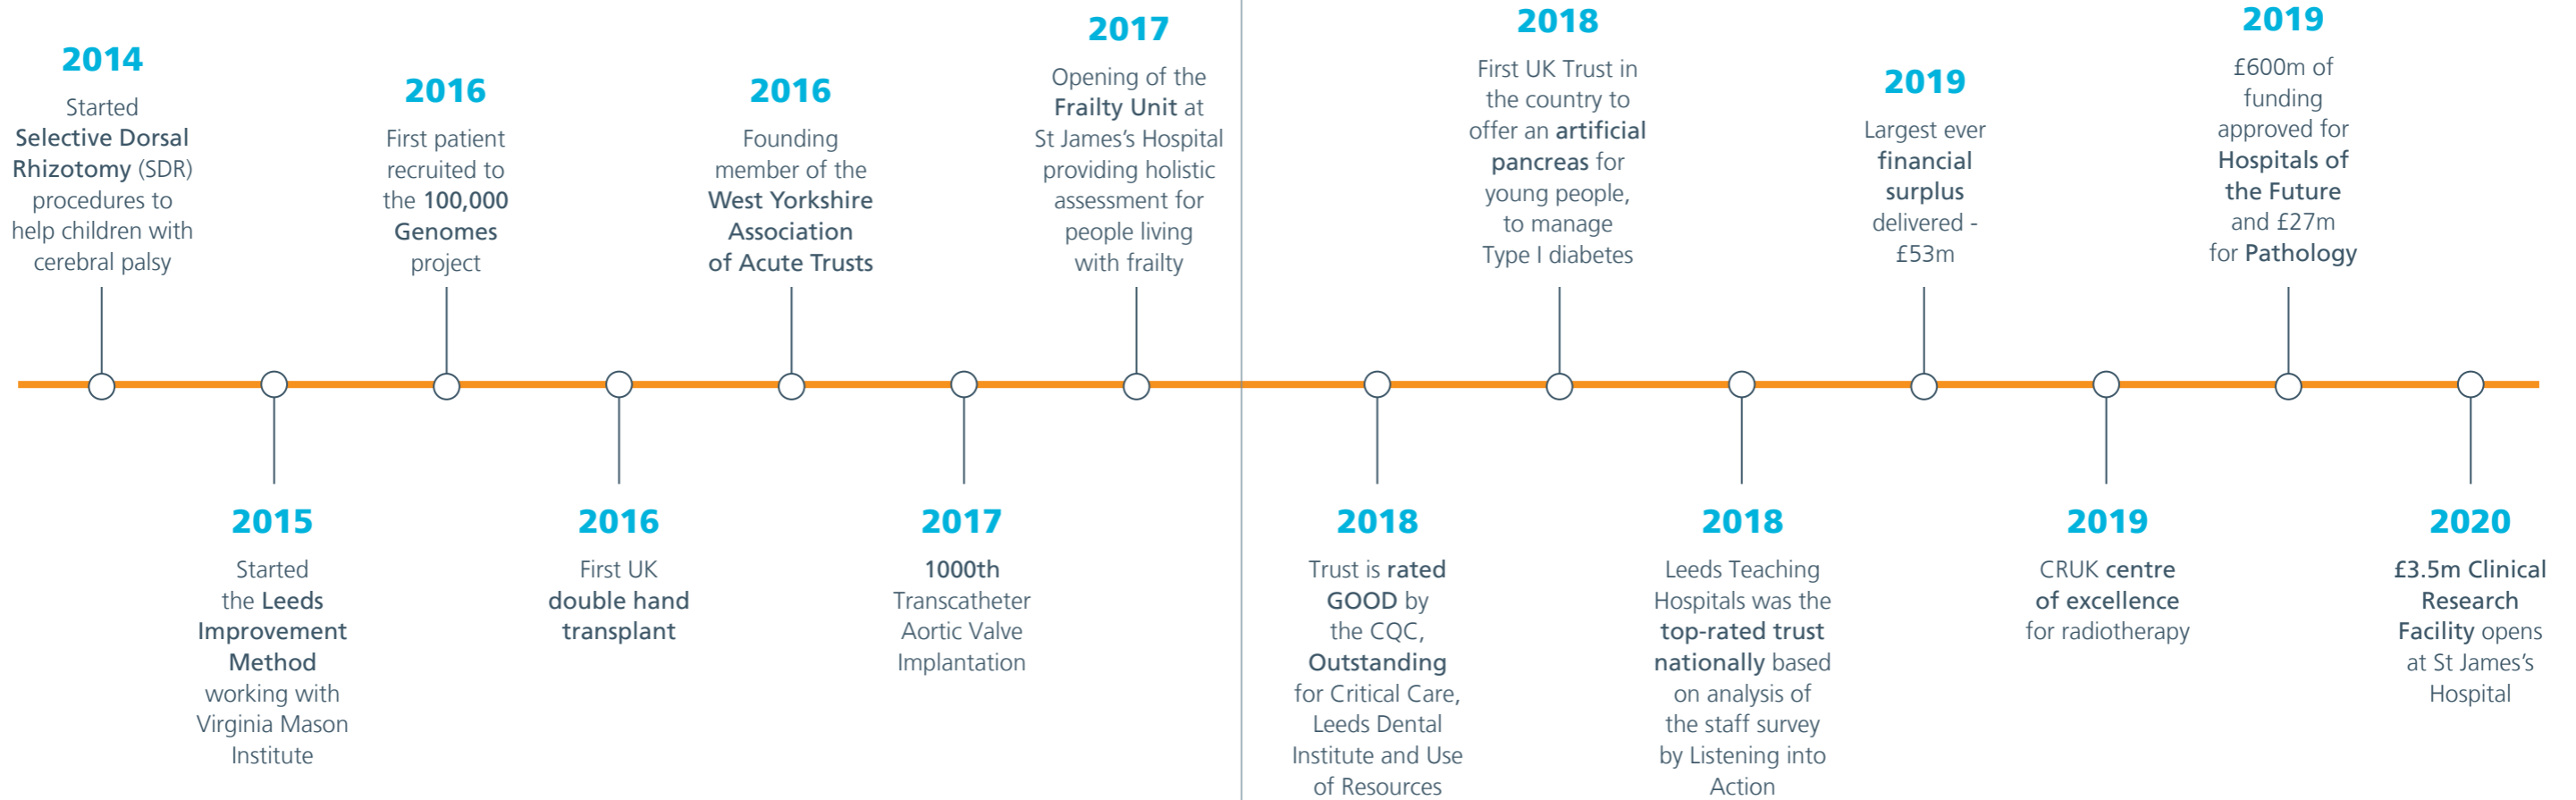 2014
Started
Selective Dorsal
Rhizotomy (SDR)
procedures to
help children with
cerebral palsy
2015
Started
the Leeds
Improvement
Method
working with
Virginia Mason
Institute
2016
First patient
recruited to
the 100,000
Genomes
project
2016
First UK
double hand
transplant
2016
Founding
member of the
West Yorkshire
Association
of Acute Trusts
2017
1000th
Transcatheter
Aortic Valve
Implantation
2017
Opening of the
Frailty Unit at
St James’s Hospital
providing holistic
assessment for
people living
with frailty
2018
Trust is rated
GOOD by
the CQC,
Outstanding
for Critical Care,
Leeds Dental
Institute and Use
of Resources
2018
First UK Trust in
the country to
offer an artificial
pancreas for
young people,
to manage
Type I diabetes
2018
Leeds Teaching
Hospitals was the
top-rated trust
nationally based
on analysis of
the staff survey
by Listening into
Action
2019
Largest ever
financial
surplus
delivered -
£53m
2019
CRUK centre
of excellence
for radiotherapy
2019
£600m of
funding
approved for
Hospitals of
the Future
and £27m
for Pathology
2020
£3.5m Clinical
Research
Facility opens
at St James’s
Hospital